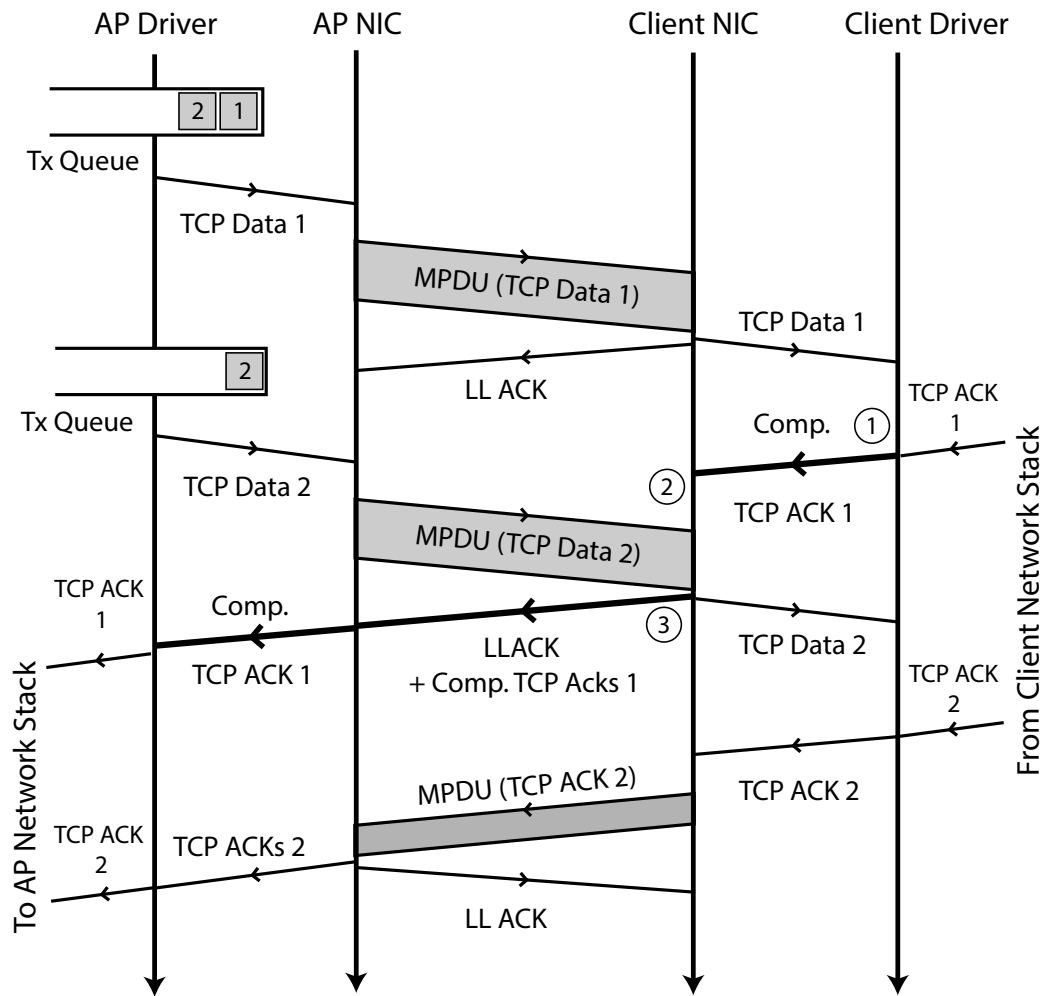 AP Driver
AP NIC
Client NIC
Client Driver
2
1
Tx Queue
TCP Data 1
MPDU (TCP Data 1)
TCP Data 1
LL ACK
2
Tx Queue
TCP ACK
1
Comp.
1
TCP Data 2
2
TCP ACK 1
MPDU (TCP Data 2)
TCP ACK
1
Comp.
TCP ACK 1
3
LLACK
+ Comp. TCP Acks 1
TCP Data 2
TCP ACK
2
From Client Network Stack
MPDU (TCP ACK 2)
TCP ACK 2
To AP Network Stack
TCP ACK
2
TCP ACKs 2
LL ACK